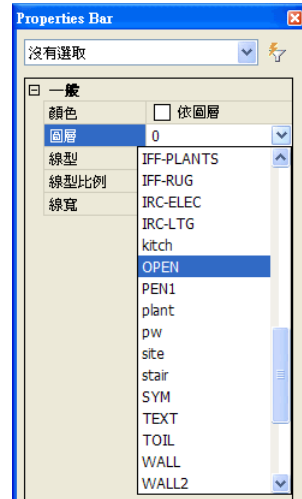 Properties Bar
沒有選取
一般
顏色 依圖層
圖層 0
線型 IFF-PLANTS
線型比例 IFF-RUG
線寬 IRC-ELEC
IRC-LTG
kitch
OPEN
PEN1
plant
pw
site
stair
SYM
TEXT
TOIL
WALL
WALL2